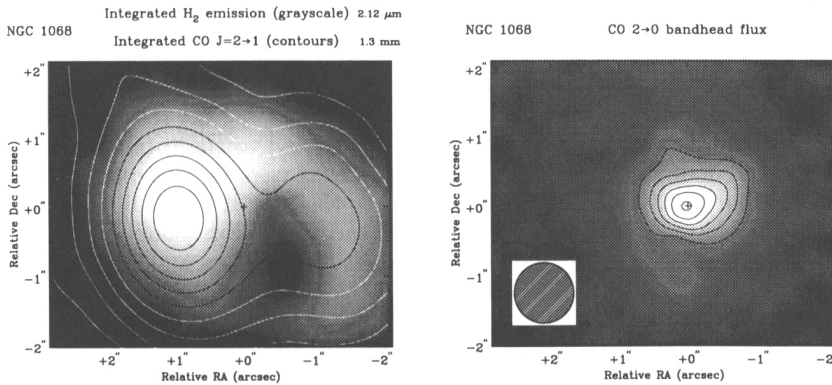 Integrated H₂ emission (grayscale) 2.12 μm
NGC 1068
Integrated CO J=2→1 (contours) 1.3 mm
+2"
+1"
+0"
-1"
-2"
Relative Dec (arcsec)
+2" +1" +0" -1" -2"
Relative RA (arcsec)
NGC 1068 CO 2→0 bandhead flux
+2"
+1"
+0"
-1"
-2"
Relative Dec (arcsec)
+2" +1" +0" -1" -2
Relative RA (arcsec)